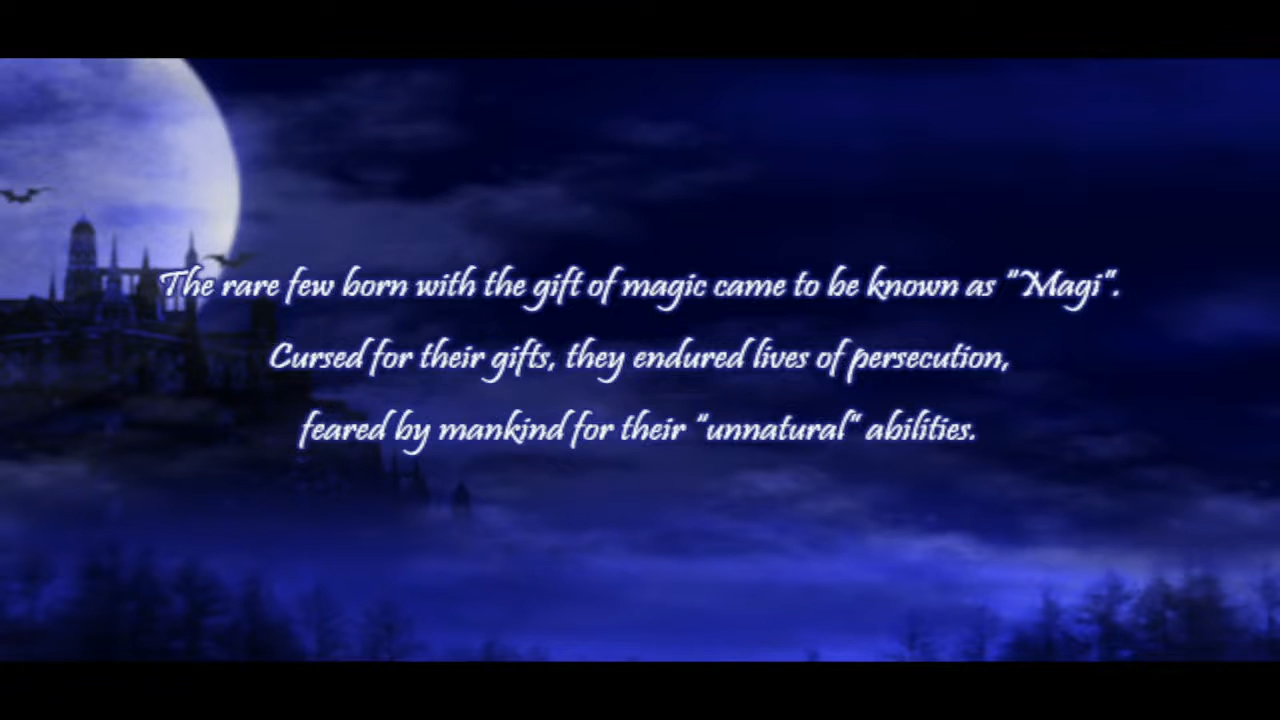 The rare few born with the gift of magic came to be known as "Magi".
Cursed for their gifts, they endured lives of persecution,
feared by mankind for their "unnatural" abilities.